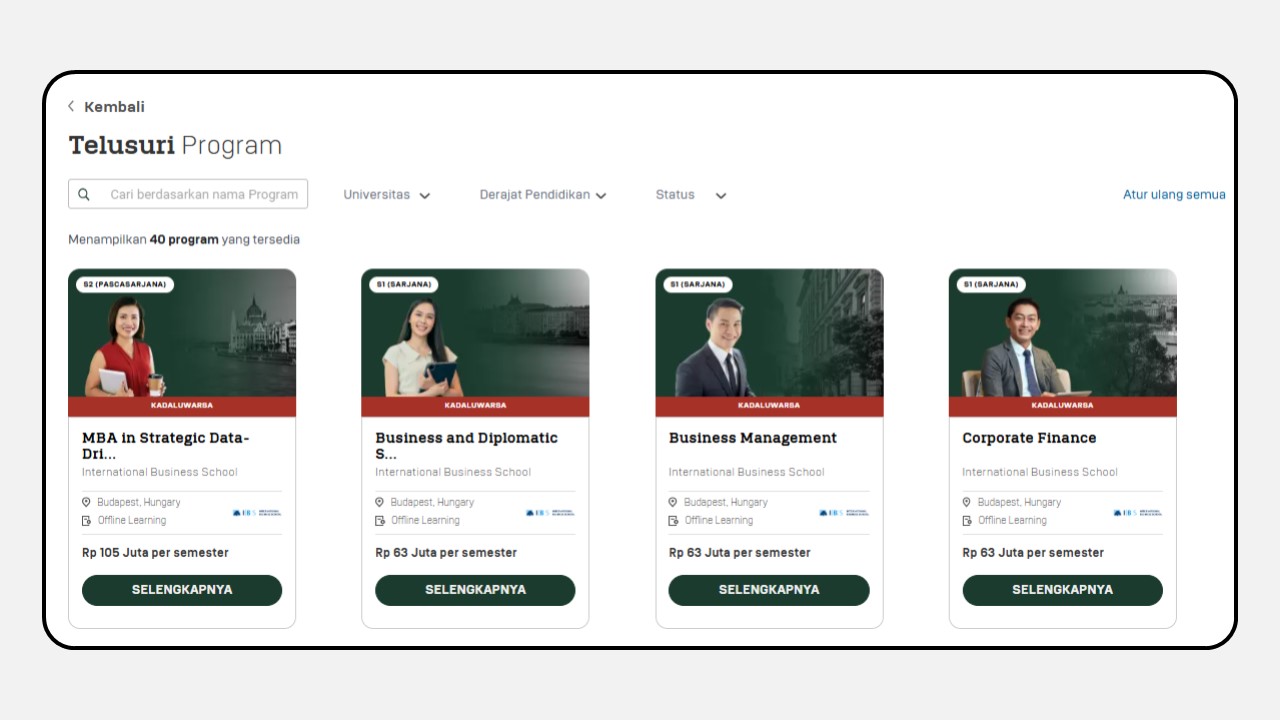 Kembali
Telusuri Program
Cari berdasarkan nama Program
Universitas
Derajat Pendidikan
Status
Atur ulang semua
Menampilkan 40 program yang tersedia
S2 (PASCASARJANA)
KADALUWARSA
MBA in Strategic Data-
Dri...
International Business School
Budapest, Hungary
Offline Learning
Rp 105 Juta per semester
SELENGKAPNYA
S1 (SARJANA)
KADALUWARSA
Business and Diplomatic
S...
International Business School
Budapest, Hungary
Offline Learning
Rp 63 Juta per semester
SELENGKAPNYA
S1 (SARJANA)
KADALUWARSA
Business Management
International Business School
Budapest, Hungary
Offline Learning
Rp 63 Juta per semester
SELENGKAPNYA
S1 (SARJANA)
KADALUWARSA
Corporate Finance
International Business School
Budapest, Hungary
Offline Learning
Rp 63 Juta per semester
SELENGKAPNYA